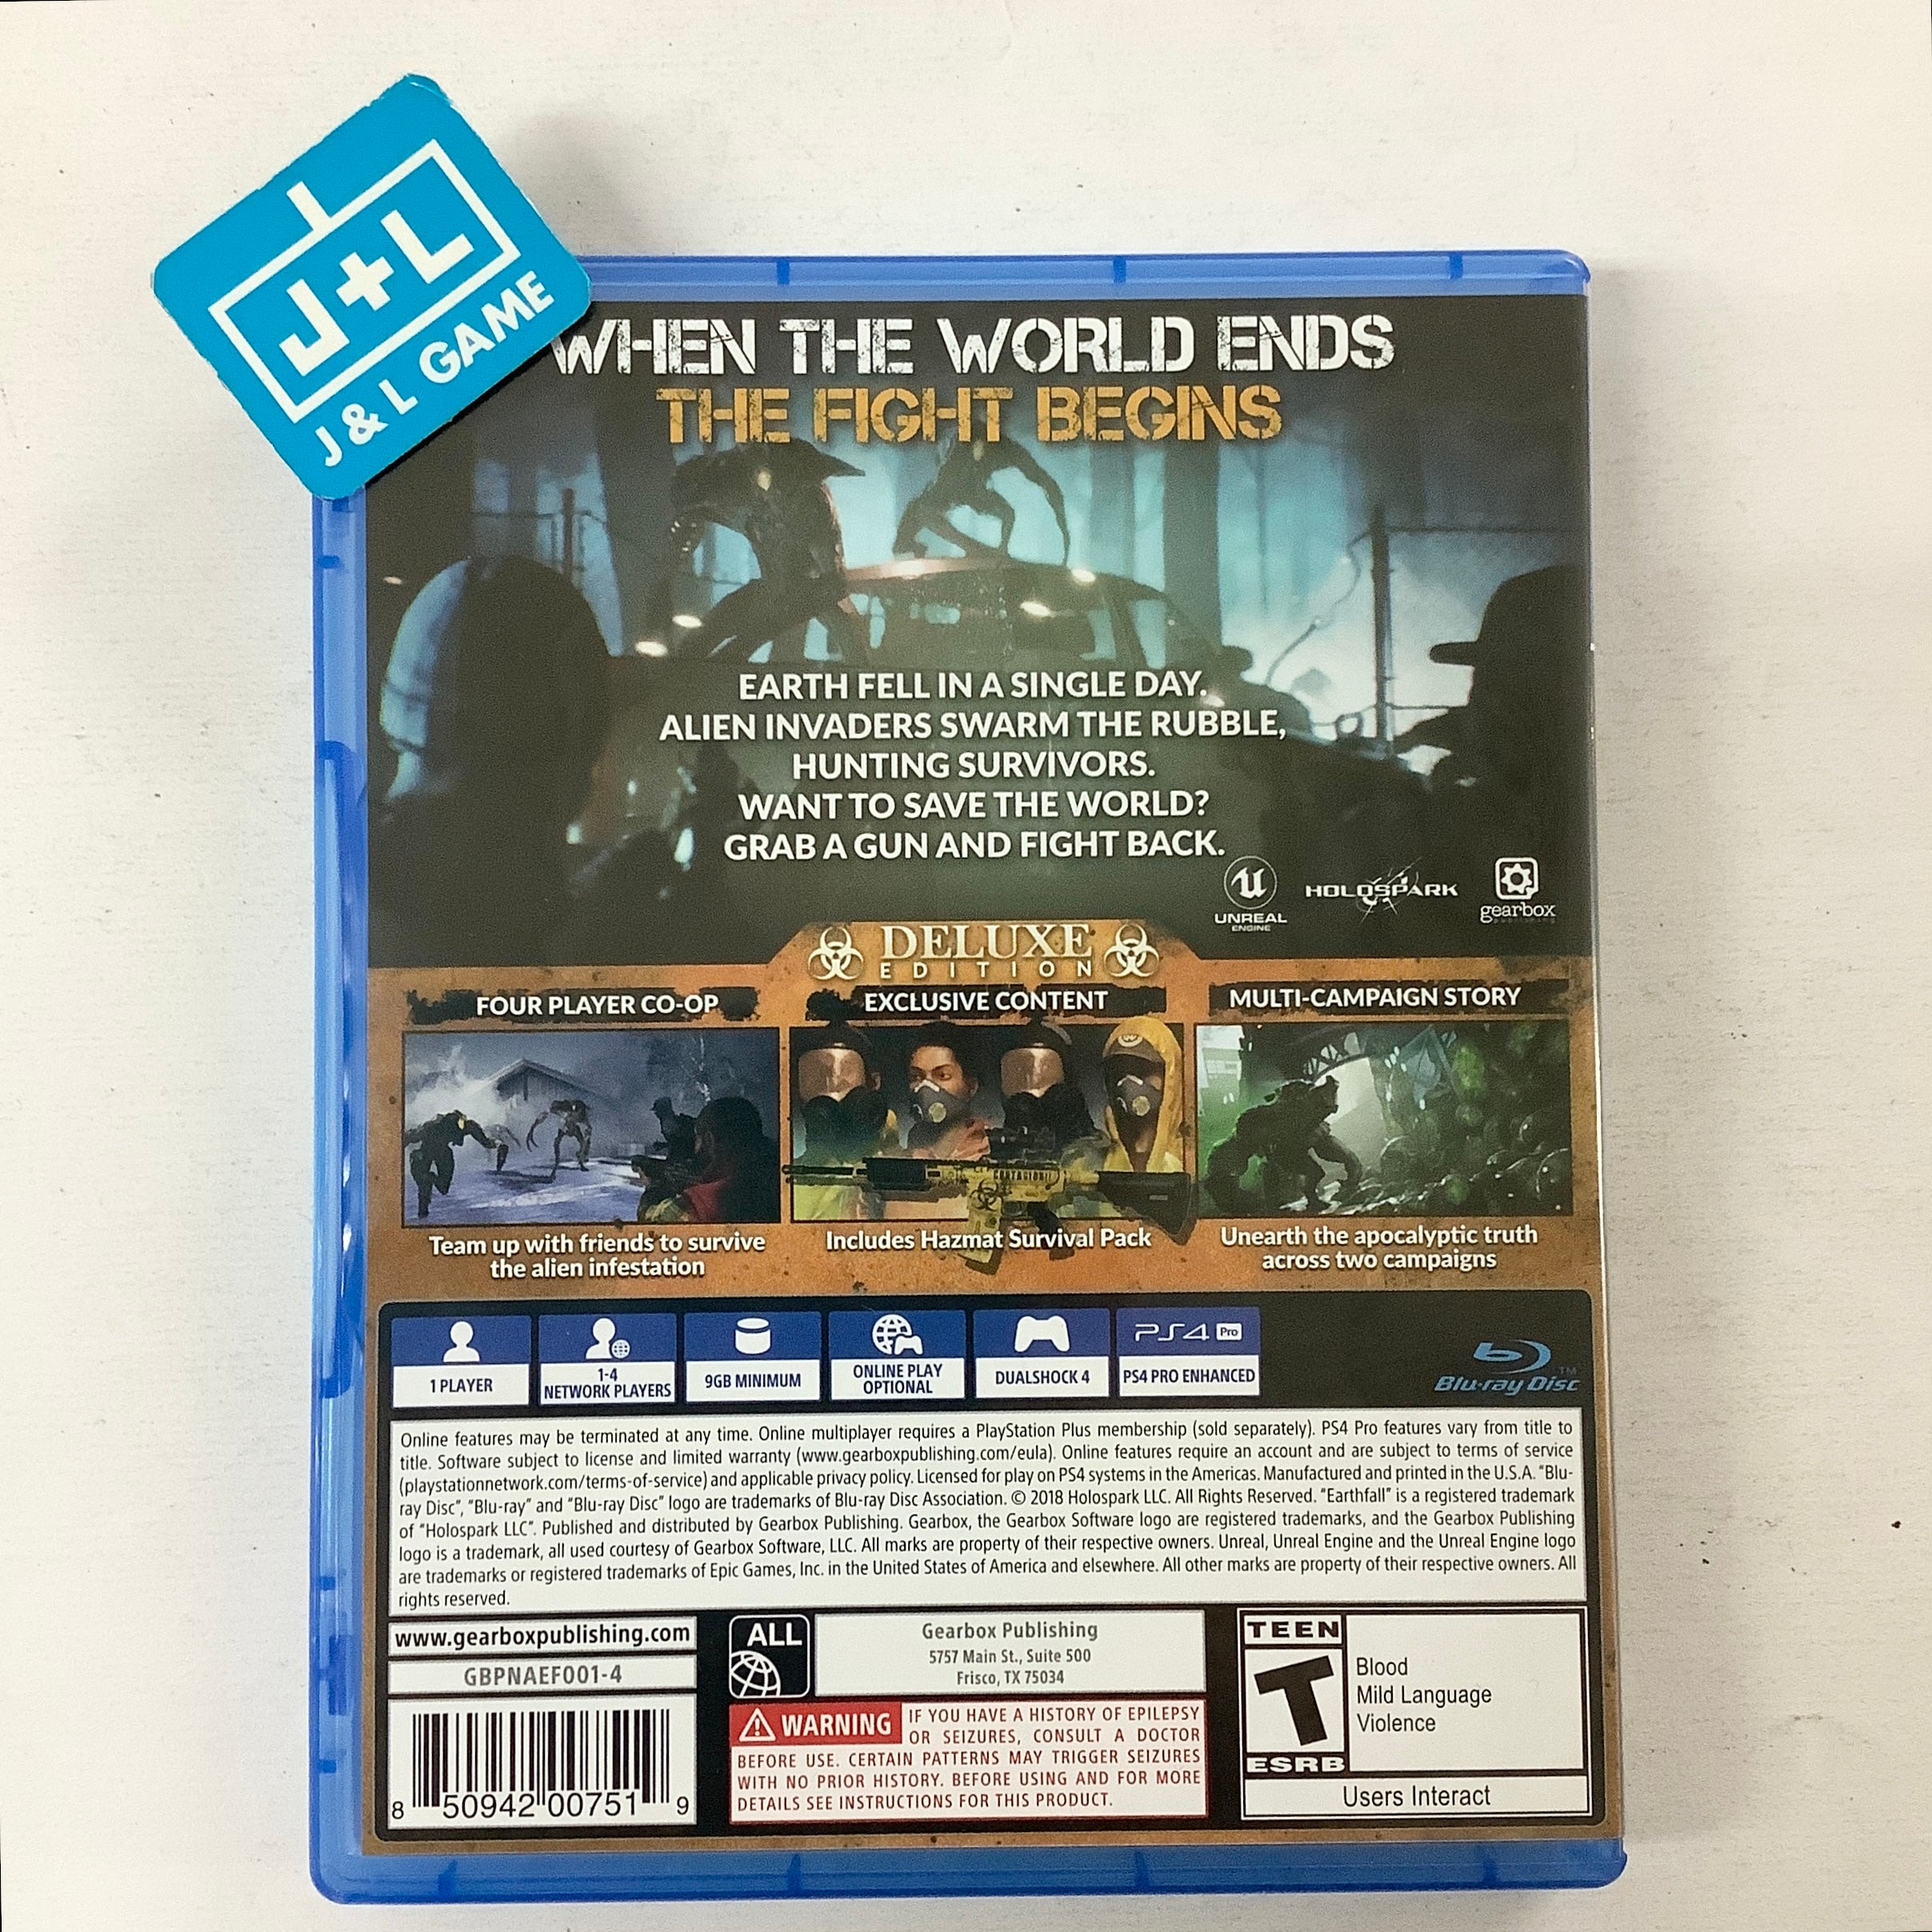 J+L
J & L GAME
WHEN THE WORLD ENDS
THE FIGHT BEGINS
EARTH FELL IN A SINGLE DAY.
ALIEN INVADERS SWARM THE RUBBLE,
HUNTING SURVIVORS.
WANT TO SAVE THE WORLD?
GRAB A GUN AND FIGHT BACK.
UNREAL
ENGINE
HOLOSPARK
gearbox
publishing
DELUXE
EDITION
FOUR PLAYER CO-OP
EXCLUSIVE CONTENT
MULTI-CAMPAIGN STORY
CONTAGION
Team up with friends to survive
the alien infestation
Includes Hazmat Survival Pack
Unearth the apocalyptic truth
across two campaigns
1 PLAYER
1-4
NETWORK PLAYERS
9GB MINIMUM
ONLINE PLAY
OPTIONAL
DUALSHOCK 4
PS4 Pro
PS4 PRO ENHANCED
Blu-ray Disc™
Online features may be terminated at any time. Online multiplayer requires a PlayStation Plus membership (sold separately). PS4 Pro features vary from title to
title. Software subject to license and limited warranty (www.gearboxpublishing.com/eula). Online features require an account and are subject to terms of service
(playstationnetwork.com/terms-of-service) and applicable privacy policy. Licensed for play on PS4 systems in the Americas. Manufactured and printed in the U.S.A. "Blu-
ray Disc", "Blu-ray" and "Blu-ray Disc" logo are trademarks of Blu-ray Disc Association. © 2018 Holospark LLC. All Rights Reserved. "Earthfall" is a registered trademark
of "Holospark LLC". Published and distributed by Gearbox Publishing. Gearbox, the Gearbox Software logo are registered trademarks, and the Gearbox Publishing
logo is a trademark, all used courtesy of Gearbox Software, LLC. All marks are property of their respective owners. Unreal, Unreal Engine and the Unreal Engine logo
are trademarks or registered trademarks of Epic Games, Inc. in the United States of America and elsewhere. All other marks are property of their respective owners. All
rights reserved.
www.gearboxpublishing.com
GBPNAEF001-4
8 50942 00751 9
ALL
Gearbox Publishing
5757 Main St., Suite 500
Frisco, TX 75034
WARNING IF YOU HAVE A HISTORY OF EPILEPSY
OR SEIZURES, CONSULT A DOCTOR
BEFORE USE. CERTAIN PATTERNS MAY TRIGGER SEIZURES
WITH NO PRIOR HISTORY. BEFORE USING AND FOR MORE
DETAILS SEE INSTRUCTIONS FOR THIS PRODUCT.
TEEN
T
ESRB
Blood
Mild Language
Violence
Users Interact